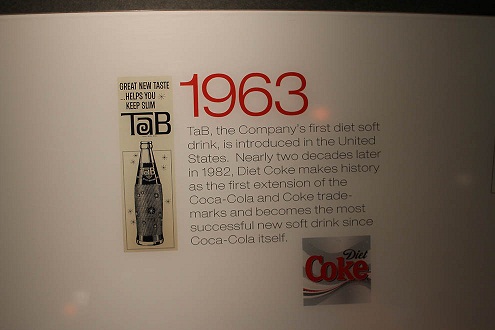 GREAT NEW TASTE
...HELPS YOU
KEEP SLIM
TaB
TaB
1963
TaB, the Company's first diet soft
drink, is introduced in the United
States. Nearly two decades later
in 1982, Diet Coke makes history
as the first extension of the
Coca-Cola and Coke trade-
marks and becomes the most
successful new soft drink since
Coca-Cola itself.
Diet
Coke